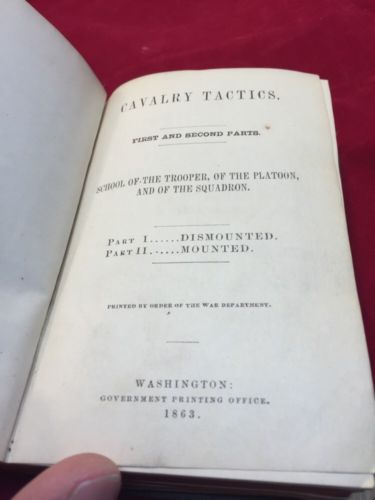 CAVALRY TACTICS.
FIRST AND SECOND PARTS.
SCHOOL OF THE TROOPER, OF THE PLATOON,
AND OF THE SQUADRON.
PART I......DISMOUNTED.
PART II......MOUNTED.
PRINTED BY ORDER OF THE WAR DEPARTMENT.
WASHINGTON:
GOVERNMENT PRINTING OFFICE.
1863.